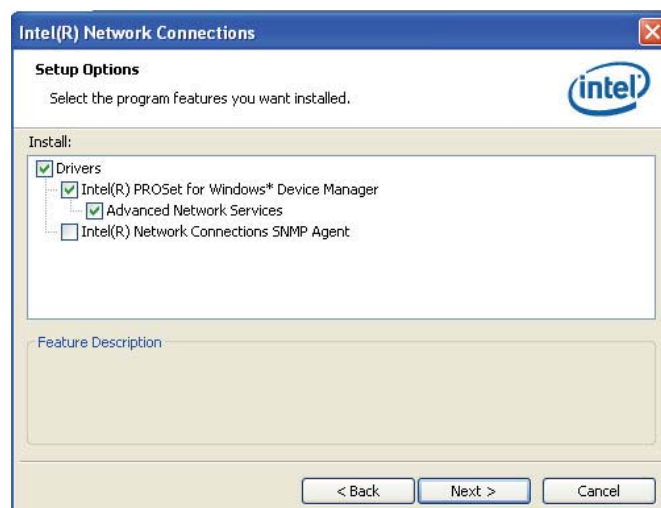 Intel(R) Network Connections
Setup Options
Select the program features you want installed.
intel
Install:
Drivers
Intel(R) PROSet for Windows* Device Manager
Advanced Network Services
Intel(R) Network Connections SNMP Agent
Feature Description
< Back
Next >
Cancel